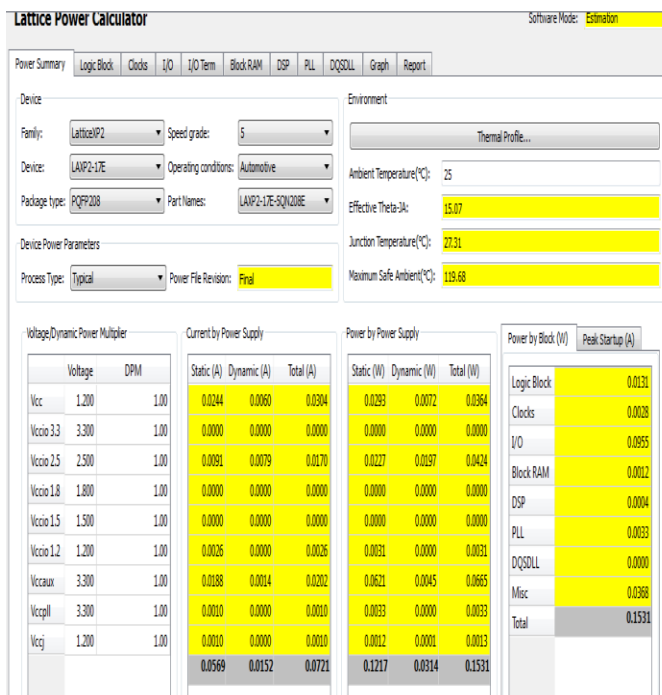 Lattice Power Calculator
Software Mode: Estimation
Power Summary Logic Block Clocks I/O I/O Term Block RAM DSP PLL DQSDLL Graph Report
Device
Family: LatticeXP2 Speed grade: 5
Device: LAXP2-17E Operating conditions: Automotive
Package type: PQFP208 Part Names: LAXP2-17E-5QN208E
Device Power Parameters
Process Type: Typical Power File Revision: Final
Environment
Thermal Profile...
Ambient Temperature(°C): 25
Effective Theta-JA: 15.07
Junction Temperature(°C): 27.31
Maximum Safe Ambient(°C): 119.68
Voltage/Dynamic Power Multiplier
Voltage DPM
Vcc 1.200 1.00
Vccio 3.3 3.300 1.00
Vccio 2.5 2.500 1.00
Vccio 1.8 1.800 1.00
Vccio 1.5 1.500 1.00
Vccio 1.2 1.200 1.00
Vccaux 3.300 1.00
Vccpll 3.300 1.00
Vccj 1.200 1.00
Current by Power Supply
Static (A) Dynamic (A) Total (A)
0.0244 0.0060 0.0304
0.0000 0.0000 0.0000
0.0091 0.0079 0.0170
0.0000 0.0000 0.0000
0.0000 0.0000 0.0000
0.0026 0.0000 0.0026
0.0188 0.0014 0.0202
0.0010 0.0000 0.0010
0.0010 0.0000 0.0010
0.0569 0.0152 0.0721
Power by Power Supply
Static (W) Dynamic (W) Total (W)
0.0293 0.0072 0.0364
0.0000 0.0000 0.0000
0.0227 0.0197 0.0424
0.0000 0.0000 0.0000
0.0000 0.0000 0.0000
0.0031 0.0000 0.0031
0.0621 0.0045 0.0665
0.0033 0.0000 0.0033
0.0012 0.0001 0.0013
0.1217 0.0314 0.1531
Power by Block (W) Peak Startup (A)
Logic Block 0.0131
Clocks 0.0028
I/O 0.0955
Block RAM 0.0012
DSP 0.0004
PLL 0.0033
DQSDLL 0.0000
Misc 0.0368
Total 0.1531